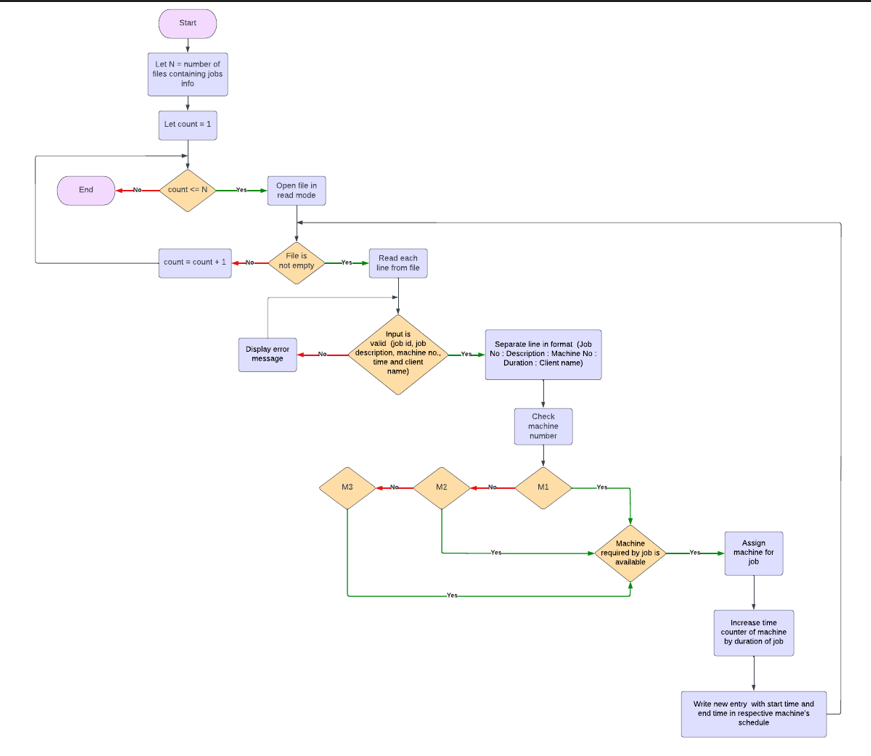 Start
Let N = number of
files containing jobs
info
Let count = 1
End
No
count <= N
Yes
Open file in
read mode
count = count + 1
No
File is
not empty
Yes
Read each
line from file
Display error
message
No
Input is
valid (job id, job
description, machine no.,
time and client
name)
Yes
Separate line in format (Job
No : Description : Machine No :
Duration : Client name)
Check
machine
number
M3
No
M2
No
M1
Yes
Yes
Yes
Machine
required by job is
available
Yes
Assign
machine for
job
Increase time
counter of machine
by duration of job
Write new entry with start time and
end time in respective machine's
schedule